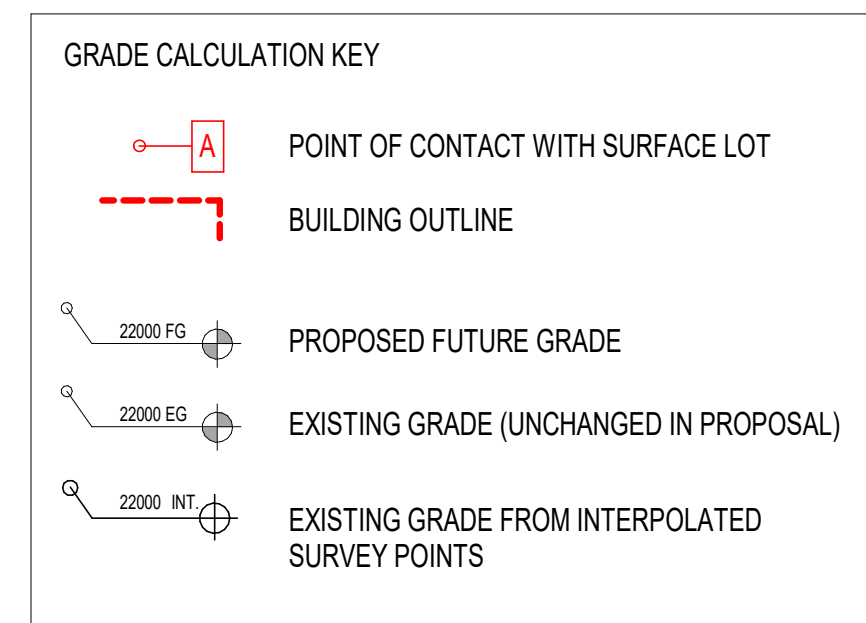 GRADE CALCULATION KEY
A POINT OF CONTACT WITH SURFACE LOT
BUILDING OUTLINE
22000 FG PROPOSED FUTURE GRADE
22000 EG EXISTING GRADE (UNCHANGED IN PROPOSAL)
22000 INT. EXISTING GRADE FROM INTERPOLATED
SURVEY POINTS